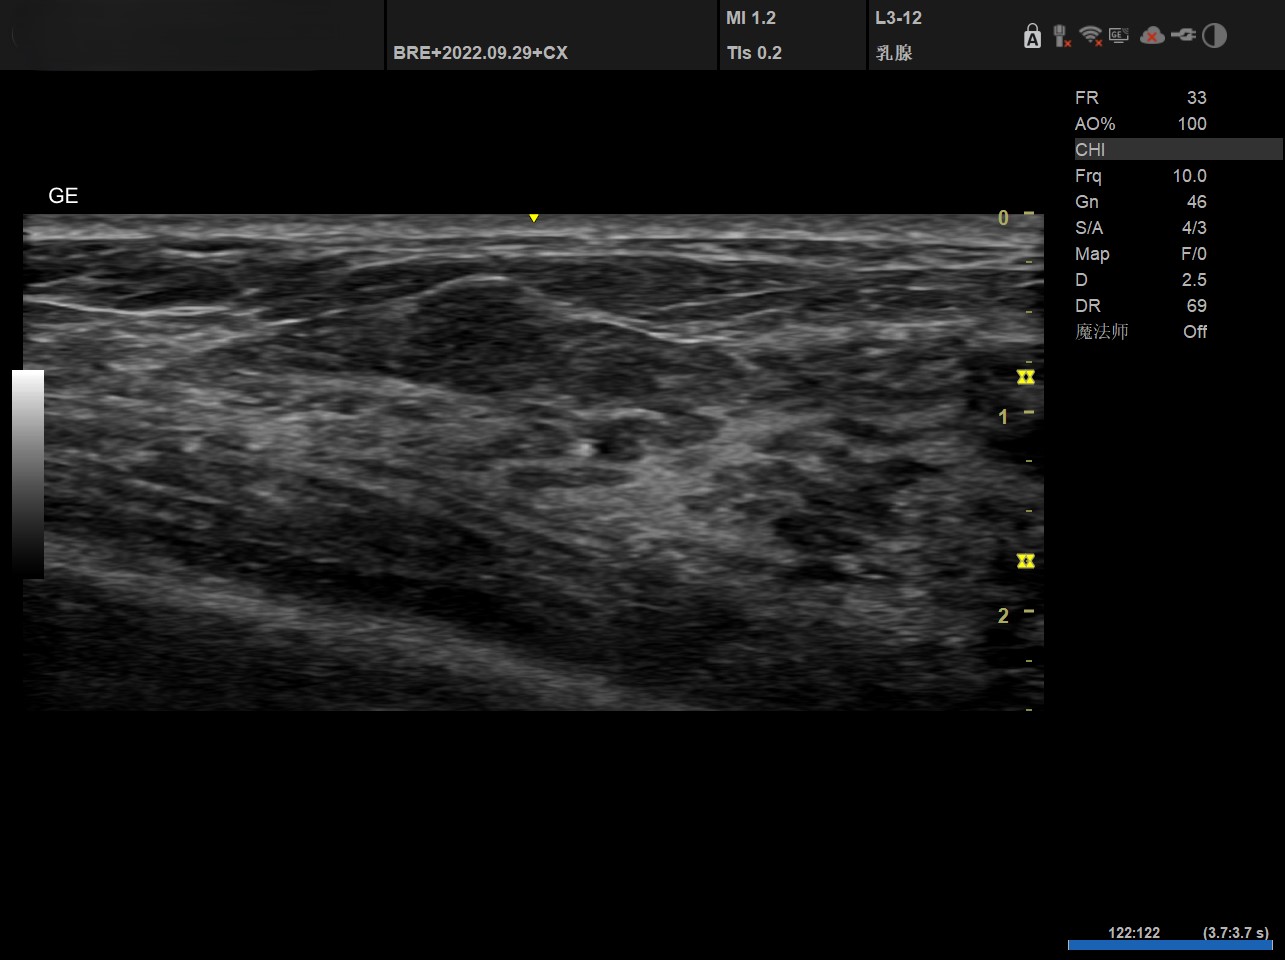 MI 1.2
L3-12
BRE+2022.09.29+CX
TIs 0.2
乳腺
A
GE
FR 33
AO% 100
CHI
Frq 10.0
Gn 46
S/A 4/3
Map F/0
D 2.5
DR 69
魔法师 Off
GE
0
1
2
122:122 (3.7:3.7 s)